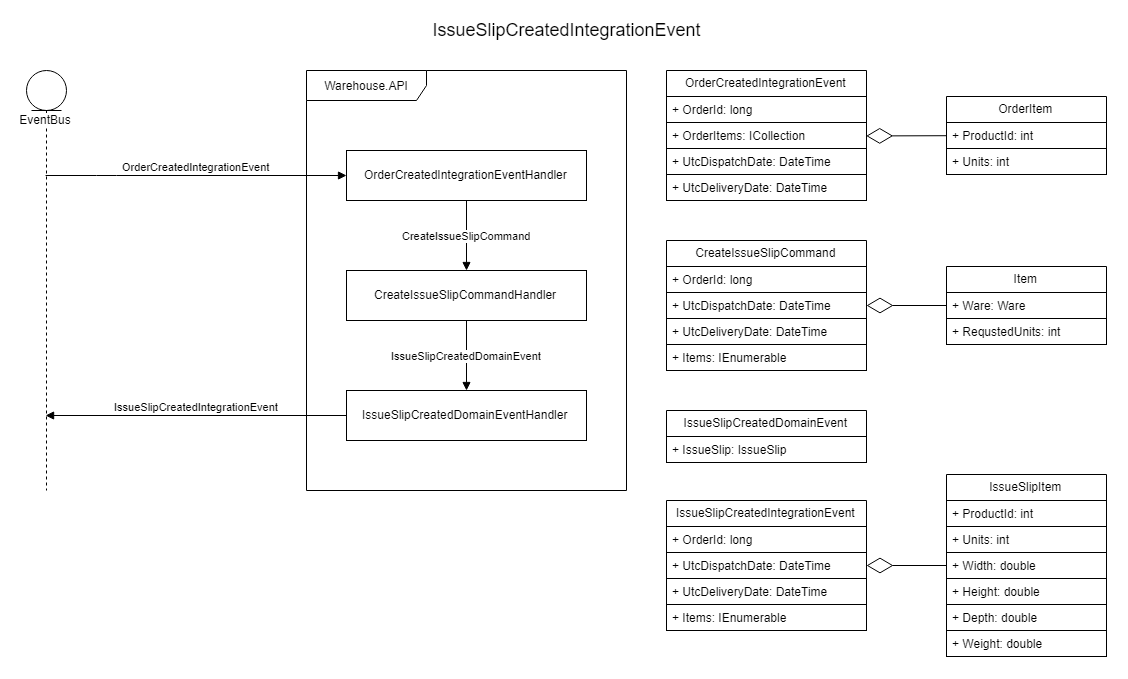 IssueSlipCreatedIntegrationEvent
EventBus
Warehouse.API
OrderCreatedIntegrationEvent
OrderCreatedIntegrationEventHandler
CreateIssueSlipCommand
CreateIssueSlipCommandHandler
IssueSlipCreatedDomainEvent
IssueSlipCreatedIntegrationEvent
IssueSlipCreatedDomainEventHandler
OrderCreatedIntegrationEvent
+ OrderId: long
+ OrderItems: ICollection
+ UtcDispatchDate: DateTime
+ UtcDeliveryDate: DateTime
OrderItem
+ ProductId: int
+ Units: int
CreateIssueSlipCommand
+ OrderId: long
+ UtcDispatchDate: DateTime
+ UtcDeliveryDate: DateTime
+ Items: IEnumerable
Item
+ Ware: Ware
+ RequstedUnits: int
IssueSlipCreatedDomainEvent
+ IssueSlip: IssueSlip
IssueSlipCreatedIntegrationEvent
+ OrderId: long
+ UtcDispatchDate: DateTime
+ UtcDeliveryDate: DateTime
+ Items: IEnumerable
IssueSlipItem
+ ProductId: int
+ Units: int
+ Width: double
+ Height: double
+ Depth: double
+ Weight: double